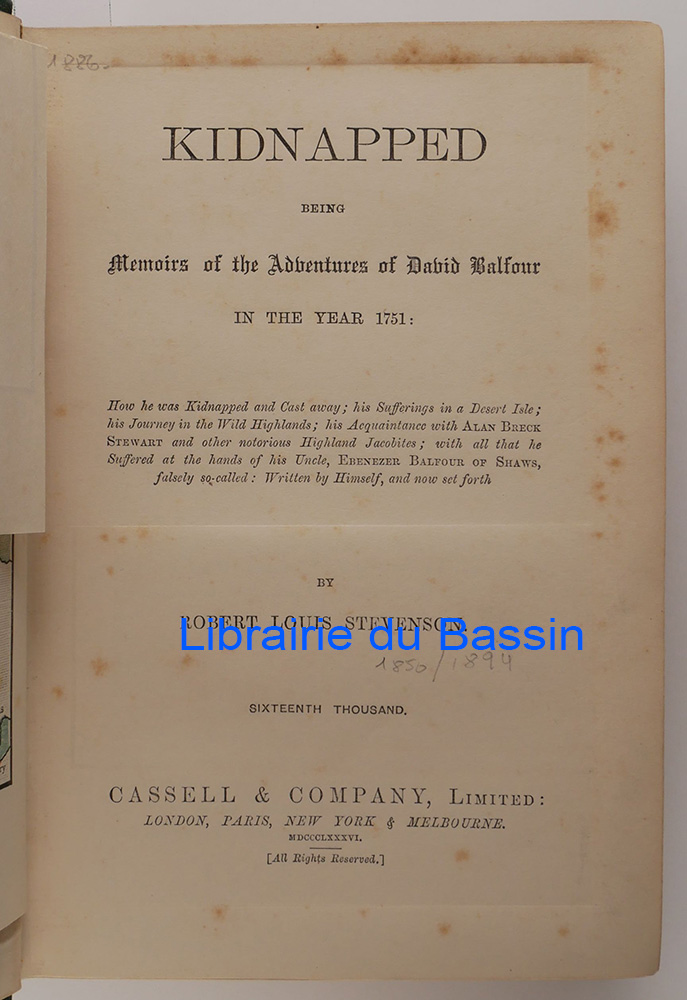 1886.
KIDNAPPED
BEING
Memoirs of the Adventures of David Balfour
IN THE YEAR 1751:
How he was Kidnapped and Cast away; his Sufferings in a Desert Isle;
his Journey in the Wild Highlands; his Acquaintance with ALAN BRECK
STEWART and other notorious Highland Jacobites; with all that he
Suffered at the hands of his Uncle, EBENEZER BALFOUR OF SHAWS,
falsely so-called: Written by Himself, and now set forth
BY
ROBERT LOUIS STEVENSON.
Librairie du Bassin
1850/1894
SIXTEENTH THOUSAND.
CASSELL & COMPANY, LIMITED:
LONDON, PARIS, NEW YORK & MELBOURNE.
MDCCCLXXXVI.
[All Rights Reserved.]